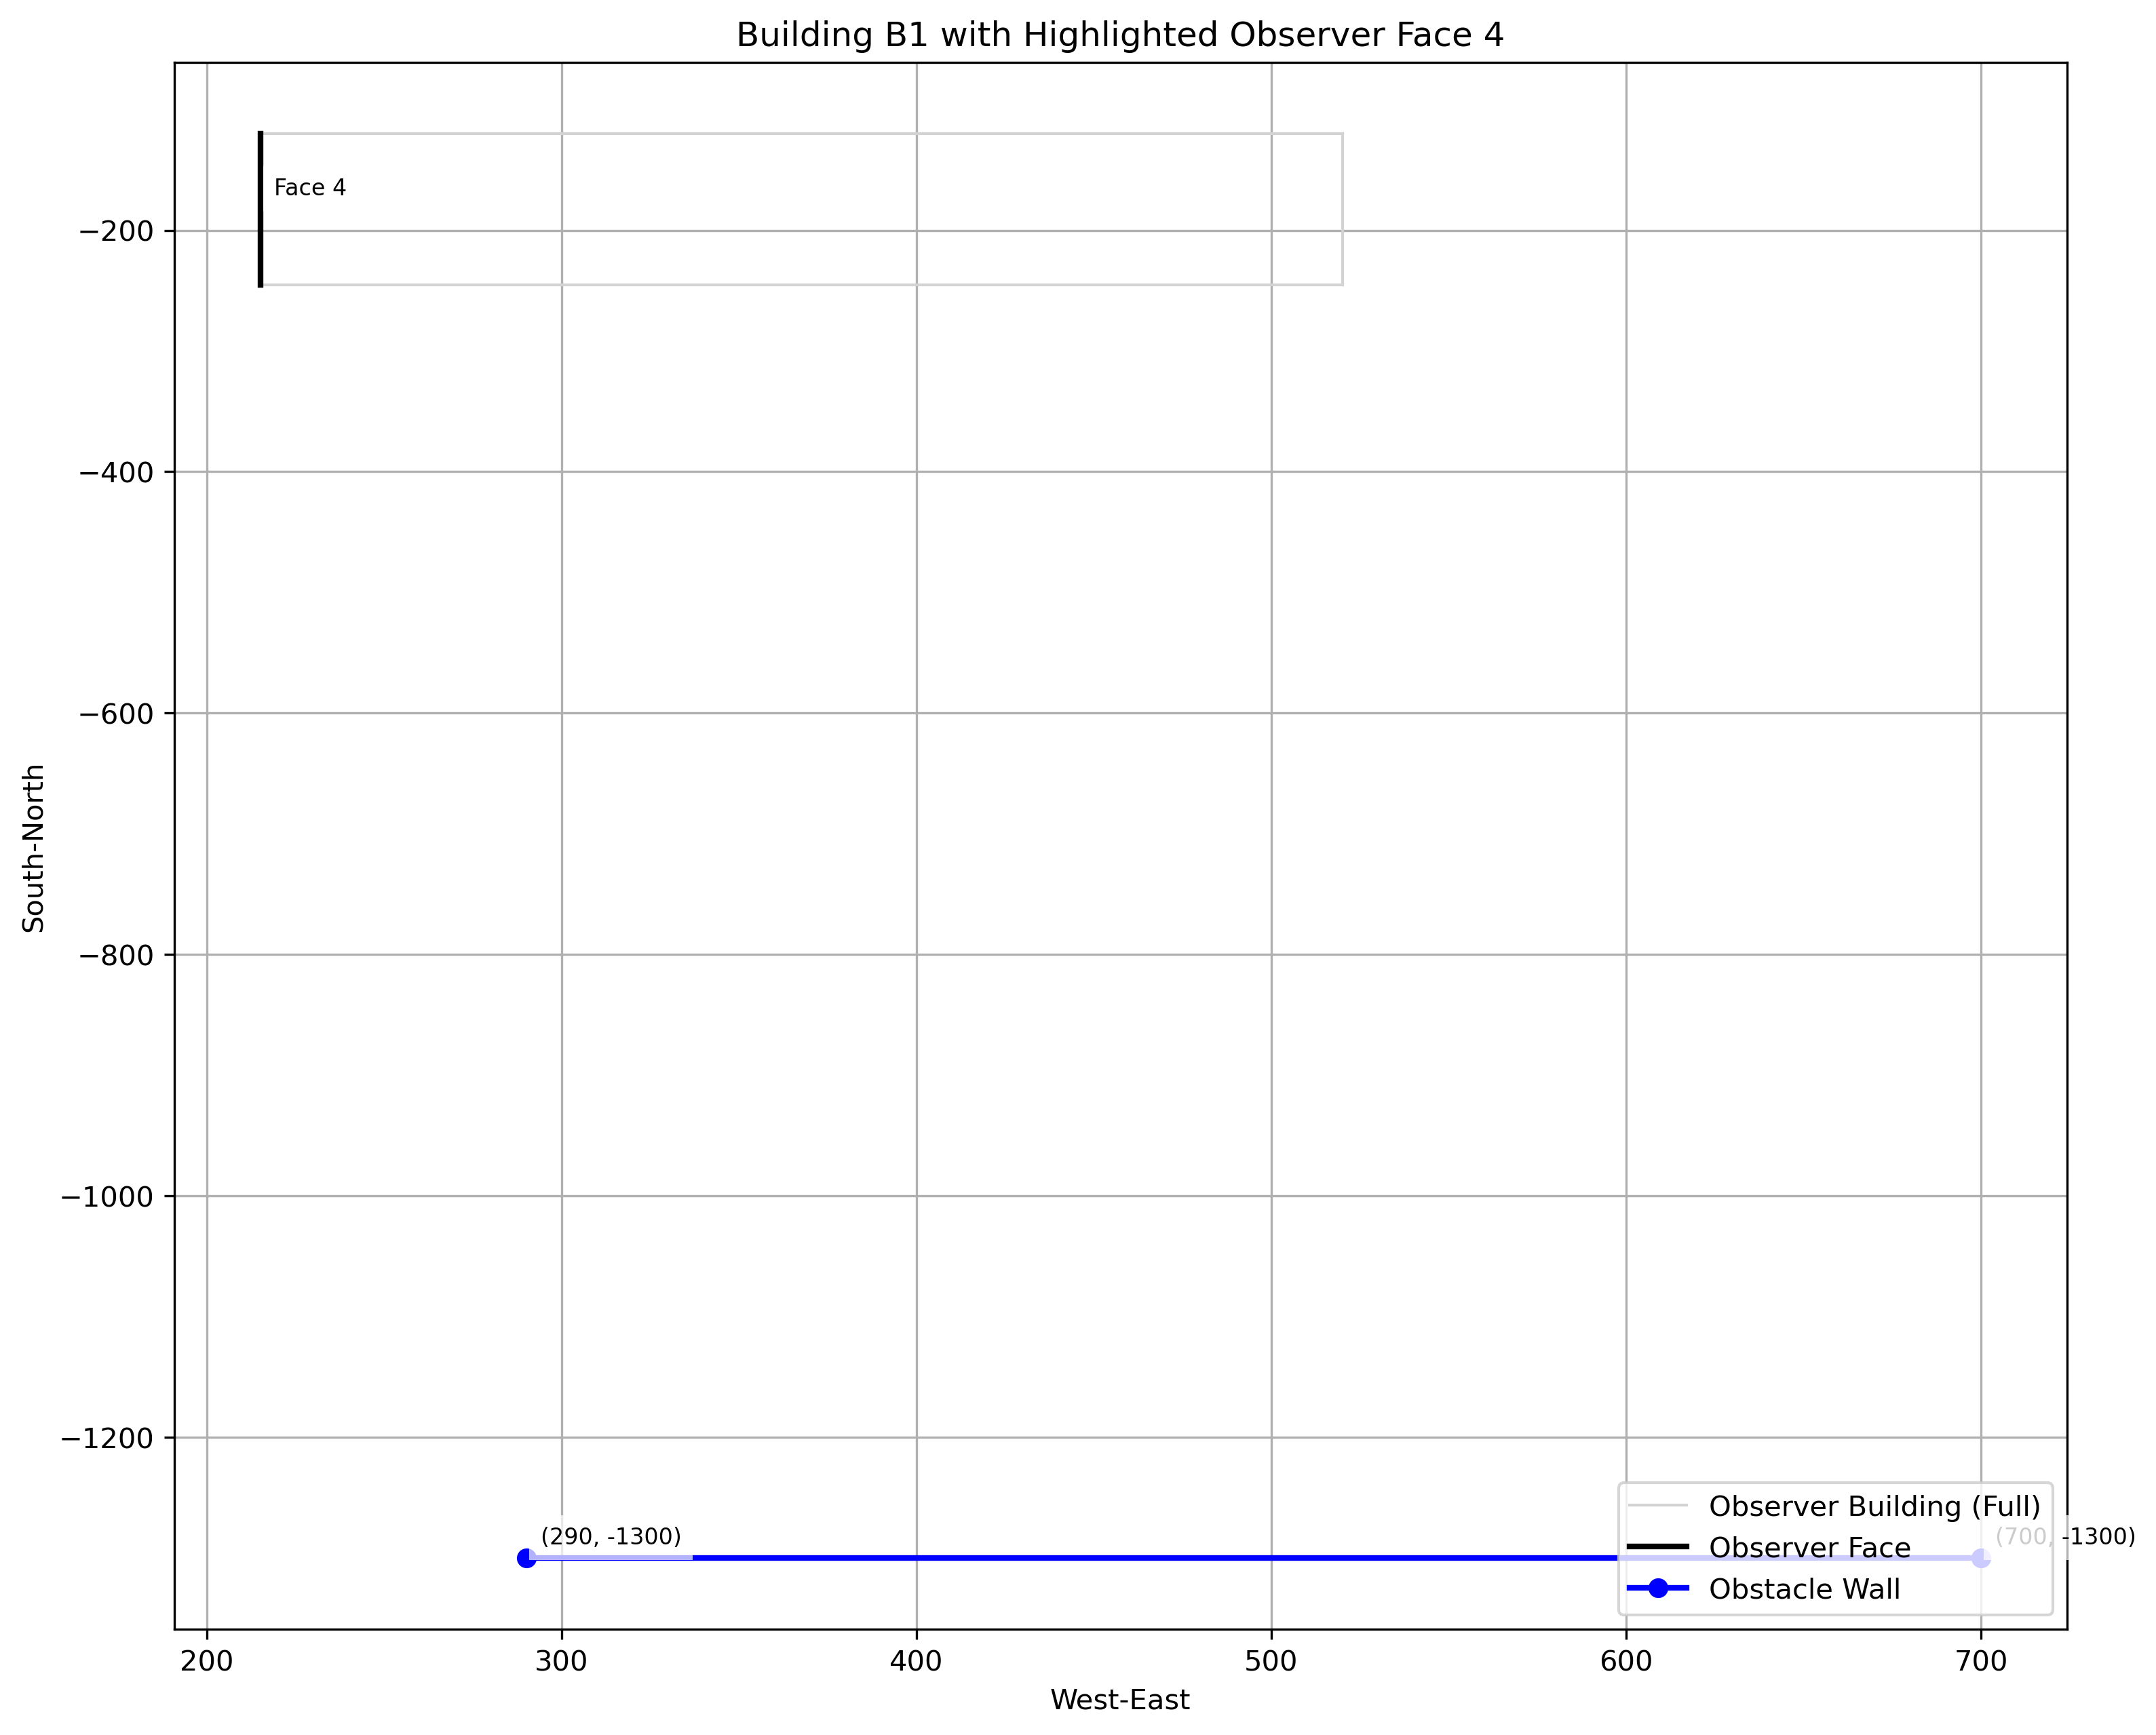 Building B1 with Highlighted Observer Face 4
Face 4
−200
−400
−600
−800
−1000
−1200
South-North
(290, -1300)
(700, -1300)
Observer Building (Full)
Observer Face
Obstacle Wall
200
300
400
500
600
700
West-East